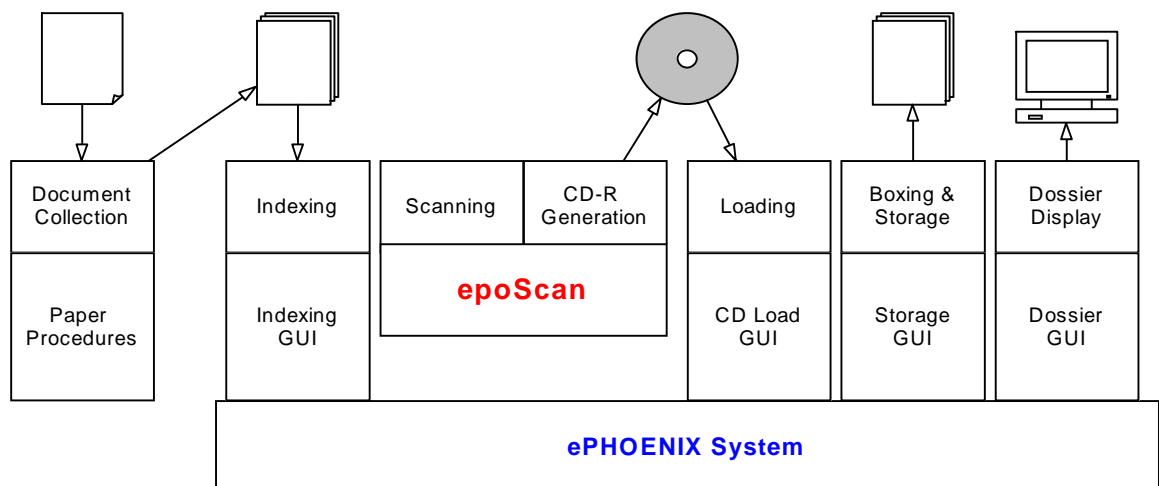 Document
Collection
Indexing
Scanning
CD-R
Generation
Loading
Boxing &
Storage
Dossier
Display
Paper
Procedures
Indexing
GUI
epoScan
CD Load
GUI
Storage
GUI
Dossier
GUI
ePHOENIX System